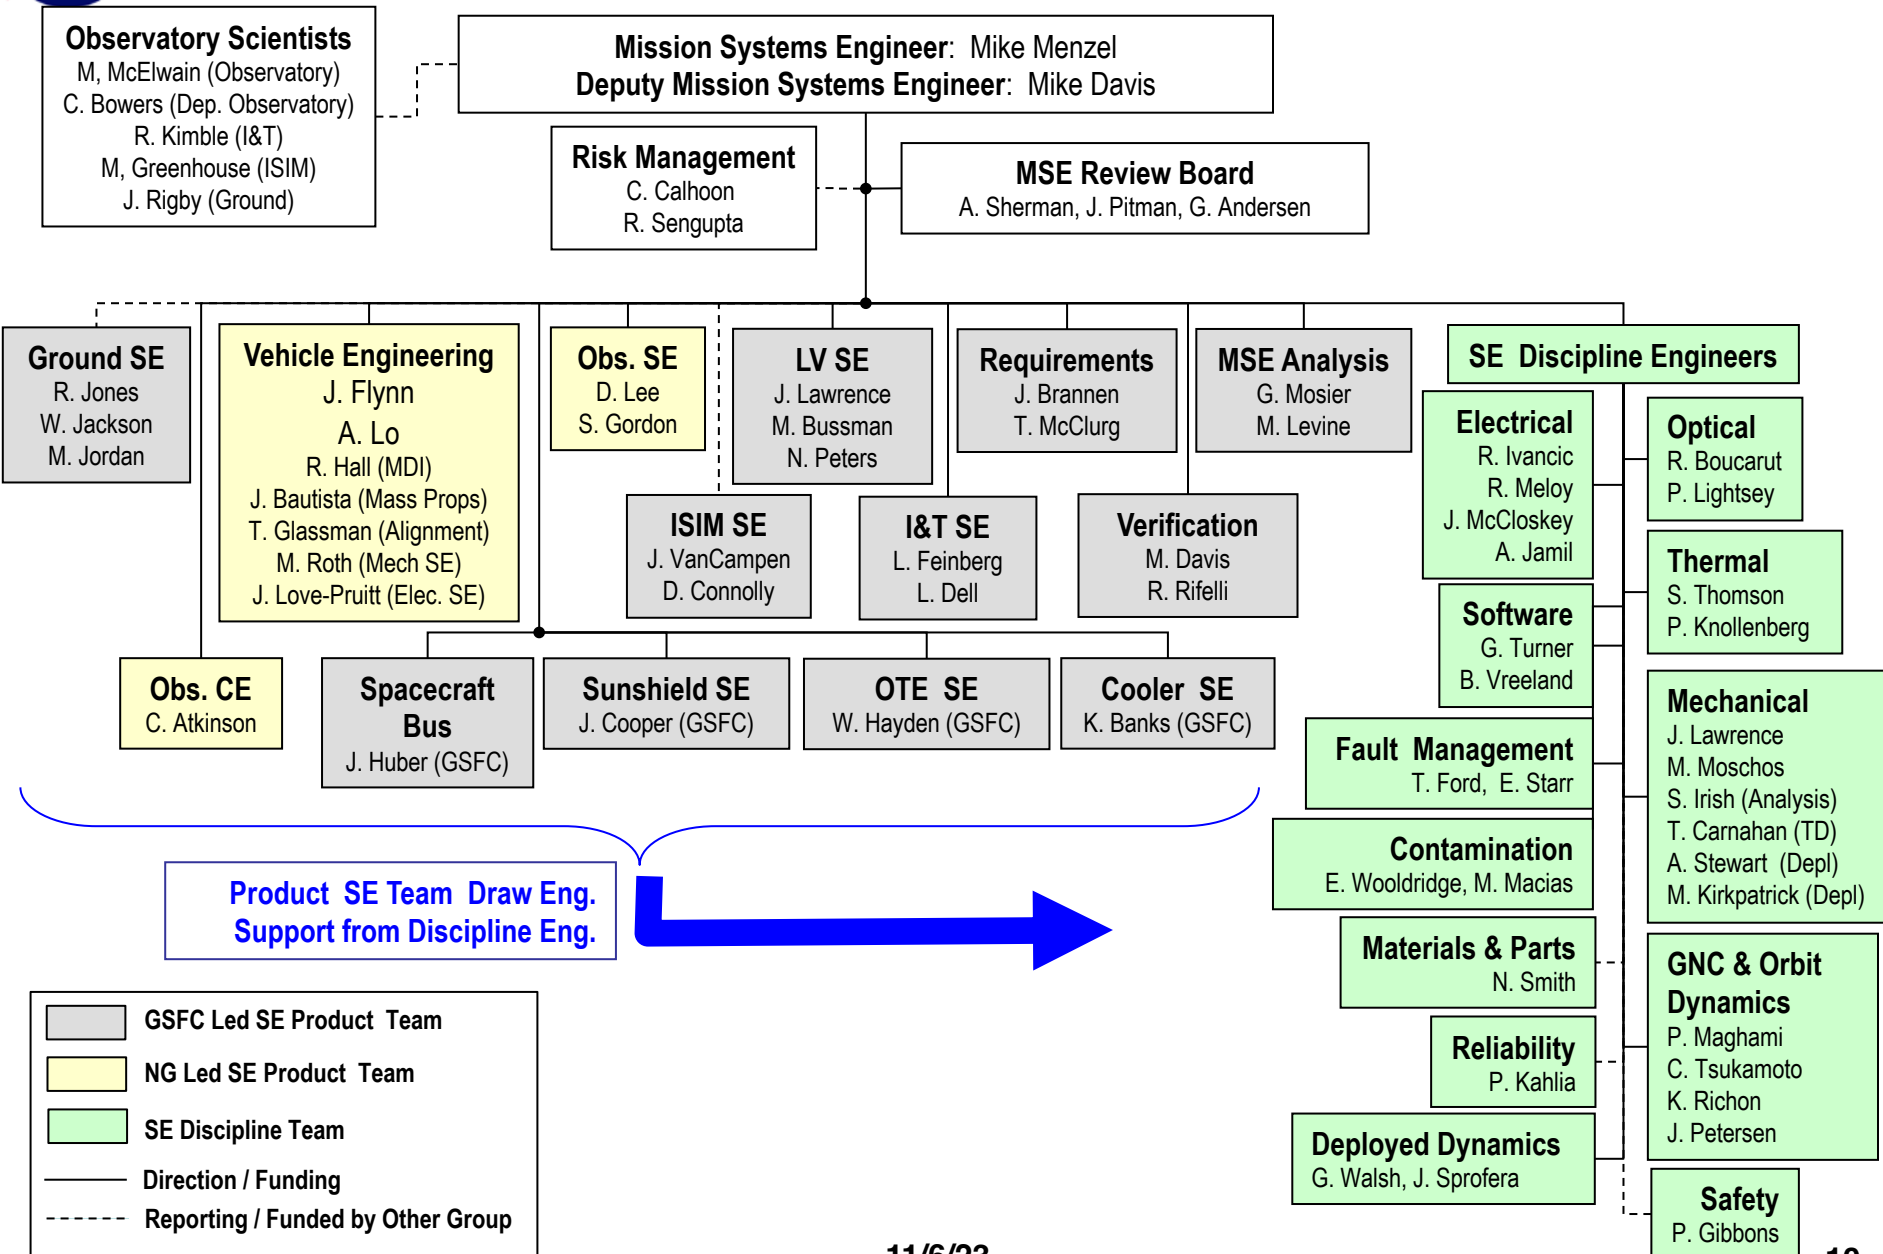 Observatory Scientists
M, McElwain (Observatory)
C. Bowers (Dep. Observatory)
R. Kimble (I&T)
M, Greenhouse (ISIM)
J. Rigby (Ground)
Mission Systems Engineer:  Mike Menzel
Deputy Mission Systems Engineer:  Mike Davis
Risk Management
C. Calhoon
R. Sengupta
MSE Review Board
A. Sherman, J. Pitman, G. Andersen
Ground SE
R. Jones
W. Jackson
M. Jordan
Vehicle Engineering
J. Flynn
A. Lo
R. Hall (MDI)
J. Bautista (Mass Props)
T. Glassman (Alignment)
M. Roth (Mech SE)
J. Love-Pruitt (Elec. SE)
Obs. SE
D. Lee
S. Gordon
LV SE
J. Lawrence
M. Bussman
N. Peters
Requirements
J. Brannen
T. McClurg
MSE Analysis
G. Mosier
M. Levine
ISIM SE
J. VanCampen
D. Connolly
I&T SE
L. Feinberg
L. Dell
Verification
M. Davis
R. Rifelli
Obs. CE
C. Atkinson
Spacecraft
Bus
J. Huber (GSFC)
Sunshield SE
J. Cooper (GSFC)
OTE  SE
W. Hayden (GSFC)
Cooler  SE
K. Banks (GSFC)
SE  Discipline Engineers
Electrical
R. Ivancic
R. Meloy
J. McCloskey
A. Jamil
Optical
R. Boucarut
P. Lightsey
Thermal
S. Thomson
P. Knollenberg
Software
G. Turner
B. Vreeland
Mechanical
J. Lawrence
M. Moschos
S. Irish (Analysis)
T. Carnahan (TD)
A. Stewart  (Depl)
M. Kirkpatrick (Depl)
Fault  Management
T. Ford,  E. Starr
Contamination
E. Wooldridge, M. Macias
Materials & Parts
N. Smith
GNC & Orbit
Dynamics
P. Maghami
C. Tsukamoto
K. Richon
J. Petersen
Reliability
P. Kahlia
Deployed Dynamics
G. Walsh, J. Sprofera
Safety
P. Gibbons
Product  SE Team  Draw Eng.
Support from Discipline Eng.
GSFC Led SE Product  Team
NG Led SE Product  Team
SE Discipline Team
Direction / Funding
Reporting / Funded by Other Group
11/6/23